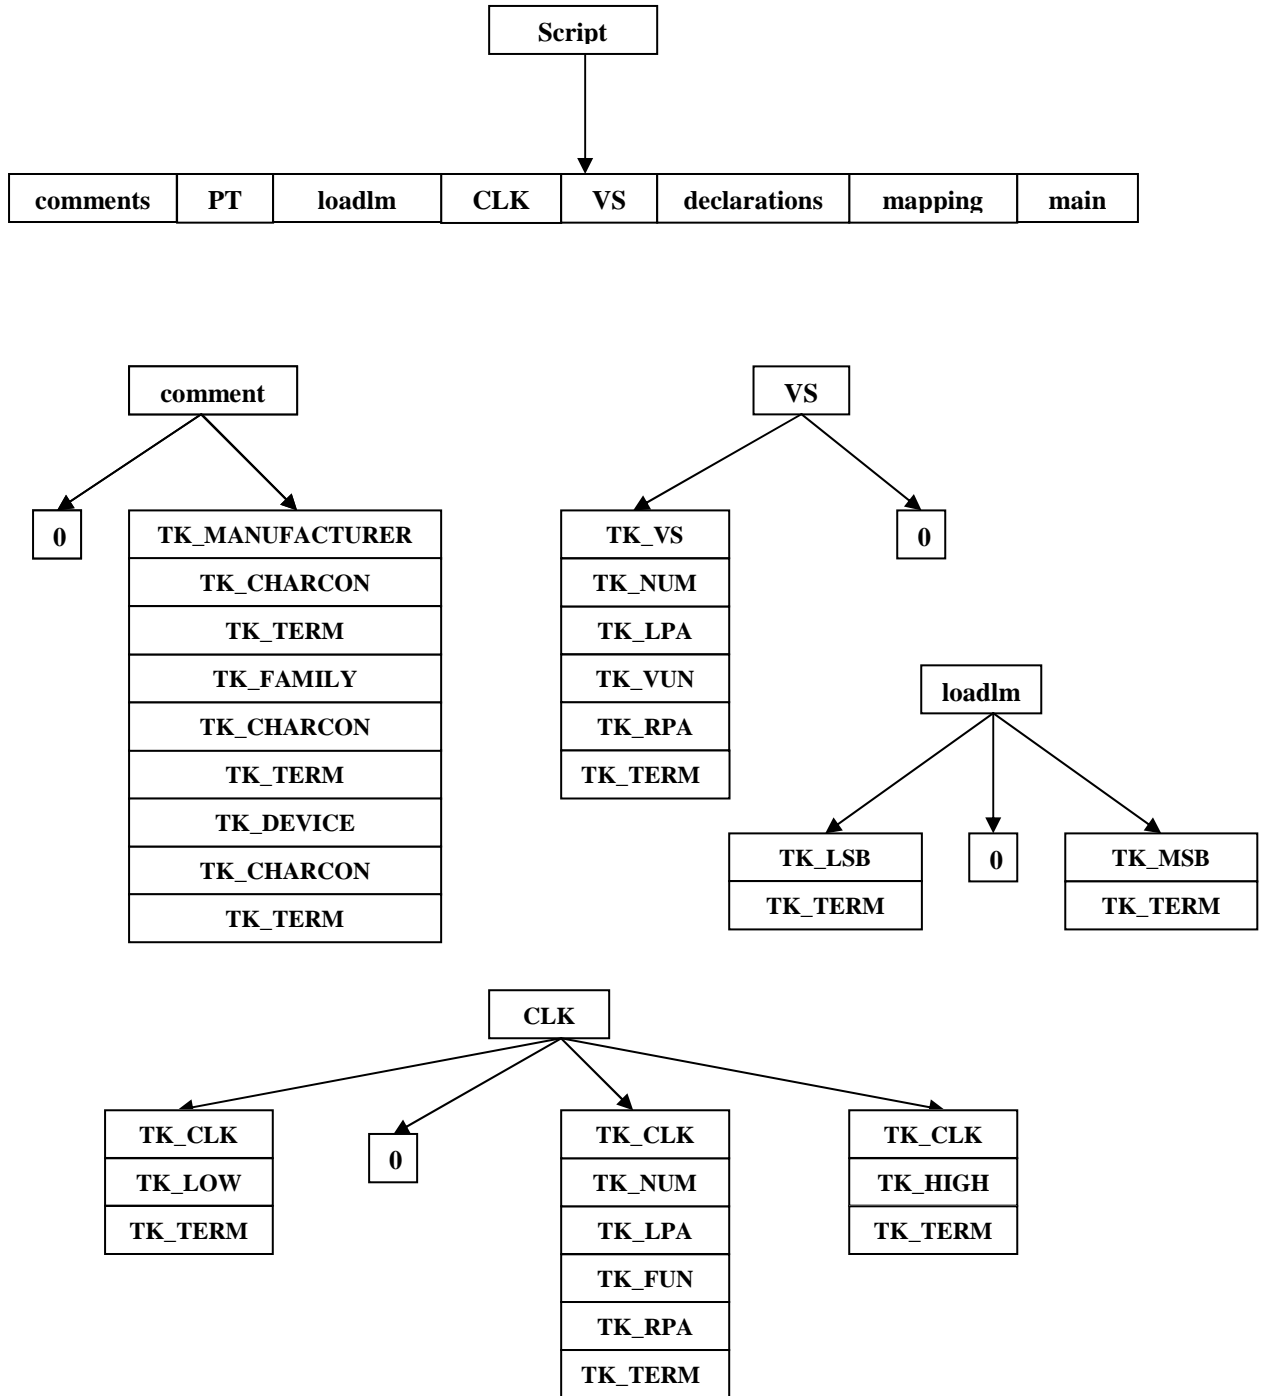 Script
comments PT loadlm CLK VS declarations mapping main
comment
0
TK_MANUFACTURER
TK_CHARCON
TK_TERM
TK_FAMILY
TK_CHARCON
TK_TERM
TK_DEVICE
TK_CHARCON
TK_TERM
VS
TK_VS
TK_NUM
TK_LPA
TK_VUN
TK_RPA
TK_TERM
0
loadlm
TK_LSB
TK_TERM
0
TK_MSB
TK_TERM
CLK
TK_CLK
TK_LOW
TK_TERM
0
TK_CLK
TK_NUM
TK_LPA
TK_FUN
TK_RPA
TK_TERM
TK_CLK
TK_HIGH
TK_TERM